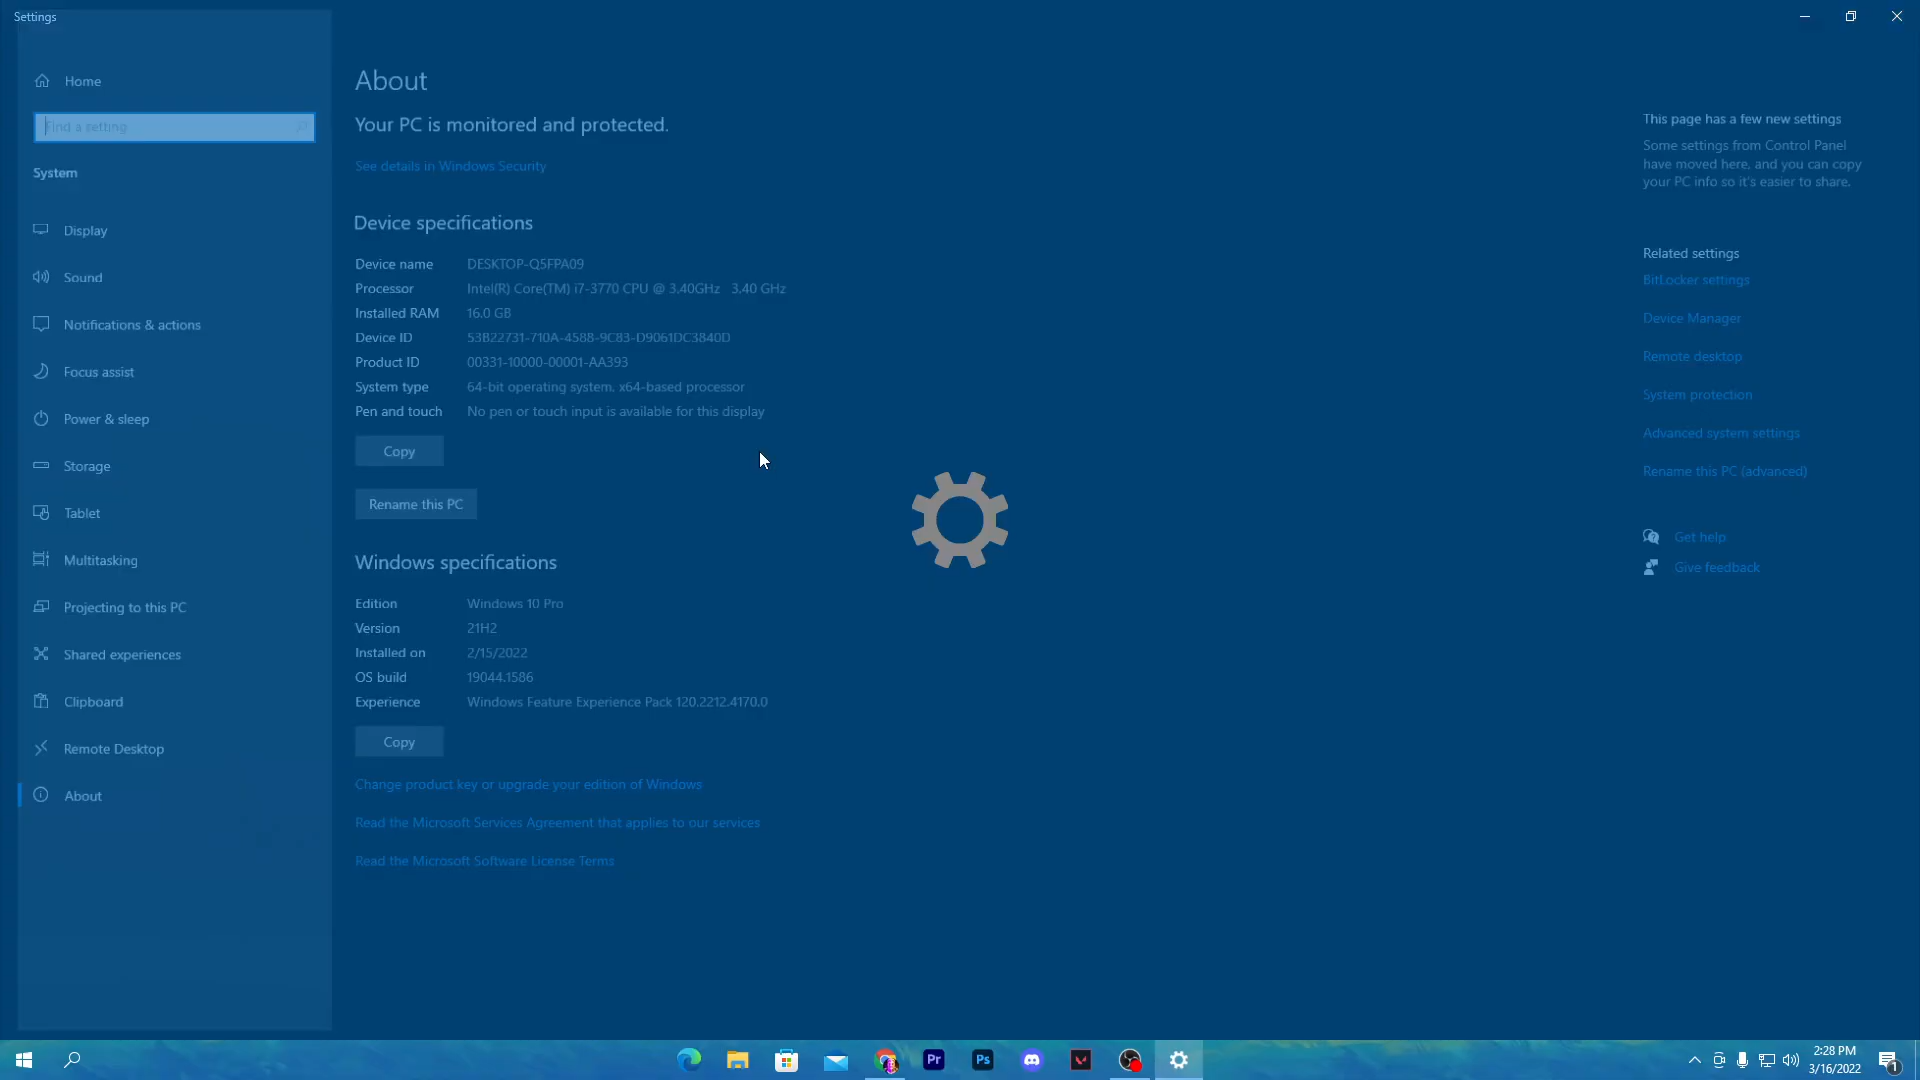 Settings
Home
Find a setting
System
Display
Sound
Notifications & actions
Focus assist
Power & sleep
Storage
Tablet
Multitasking
Projecting to this PC
Shared experiences
Clipboard
Remote Desktop
About
About
Your PC is monitored and protected.
See details in Windows Security
Device specifications
Device name DESKTOP-Q5FPA09
Processor Intel(R) Core(TM) i7-3770 CPU @ 3.40GHz 3.40 GHz
Installed RAM 16.0 GB
Device ID 53B22731-710A-4588-9C83-D9061DC3840D
Product ID 00331-10000-00001-AA393
System type 64-bit operating system, x64-based processor
Pen and touch No pen or touch input is available for this display
Copy
Rename this PC
Windows specifications
Edition Windows 10 Pro
Version 21H2
Installed on 2/15/2022
OS build 19044.1586
Experience Windows Feature Experience Pack 120.2212.4170.0
Copy
Change product key or upgrade your edition of Windows
Read the Microsoft Services Agreement that applies to our services
Read the Microsoft Software License Terms
This page has a few new settings
Some settings from Control Panel
have moved here, and you can copy
your PC info so it's easier to share.
Related settings
BitLocker settings
Device Manager
Remote desktop
System protection
Advanced system settings
Rename this PC (advanced)
Get help
Give feedback
Pr
Ps
2:28 PM
3/16/2022
1